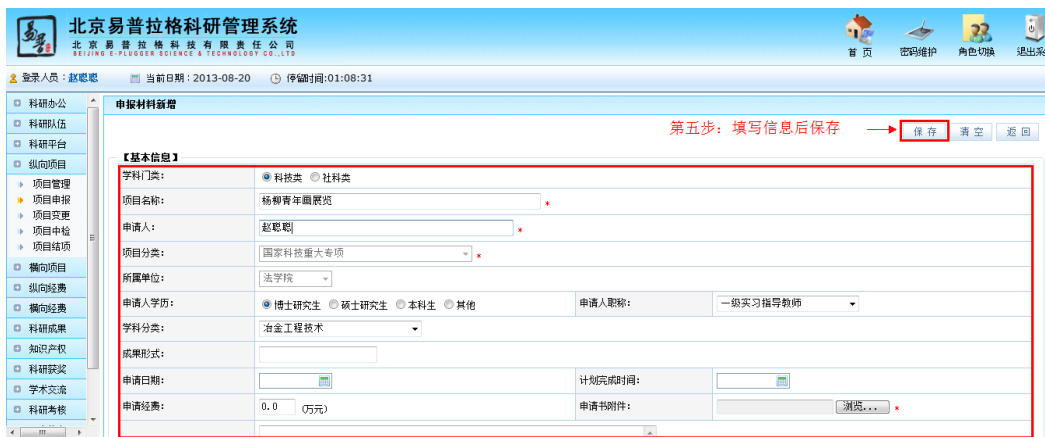 北京易普拉格科研管理系统
北京易普拉格科技有限责任公司
BEIJING E-PLUGGER SCIENCE & TECHNOLOGY CO.,LTD
首 页 密码维护 角色切换 退出系
登录人员：赵聪聪 当前日期：2013-08-20 停留时间:01:08:31
科研办公
科研队伍
科研平台
纵向项目
项目管理
项目申报
项目变更
项目中检
项目结项
横向项目
纵向经费
横向经费
科研成果
知识产权
科研获奖
学术交流
科研考核
申报材料新增
第五步：填写信息后保存
保 存 清 空 返 回
【基本信息】
学科门类： 科技类 社科类
项目名称： 杨柳青年画展览 *
申请人： 赵聪聪 *
项目分类： 国家科技重大专项 *
所属单位： 法学院
申请人学历： 博士研究生 硕士研究生 本科生 其他 申请人职称： 一级实习指导教师
学科分类： 冶金工程技术
成果形式：
申请日期： 计划完成时间：
申请经费： 0.0 (万元) 申请书附件： 浏览... *